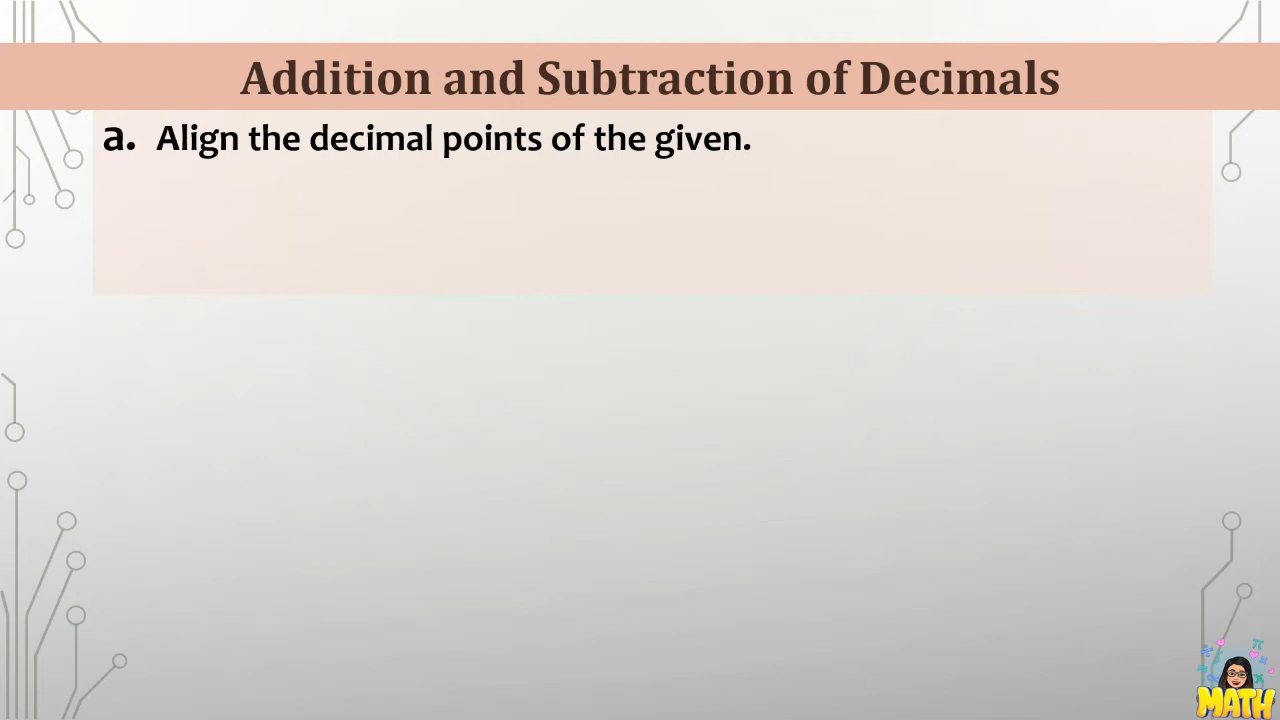 Addition and Subtraction of Decimals
a. Align the decimal points of the given.
MATH